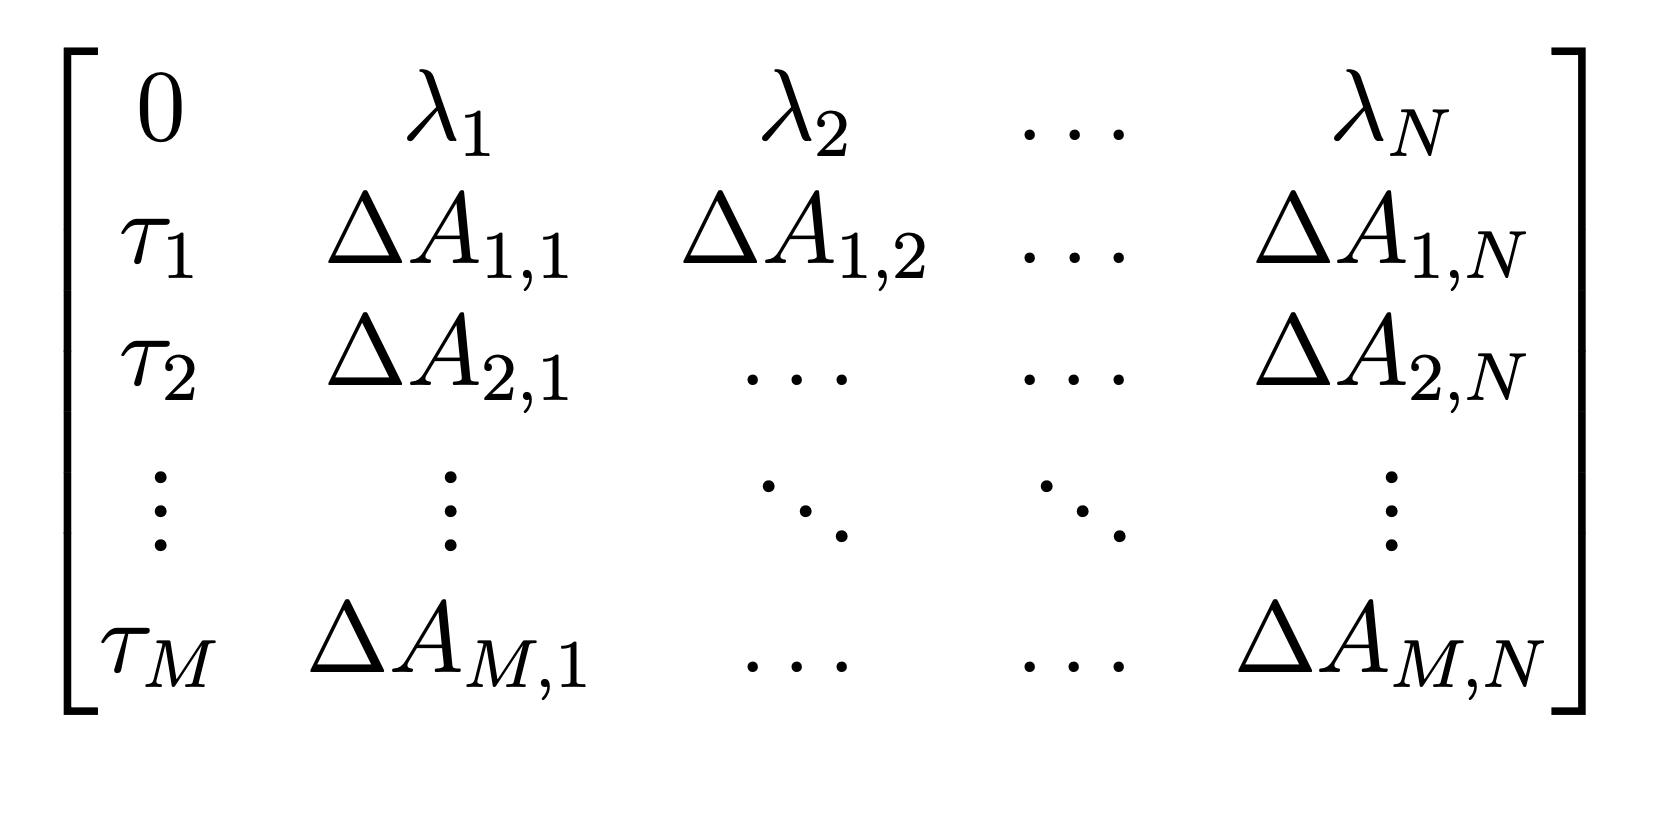 0 λ₁ λ₂ … λ_N
τ₁ ΔA₁,₁ ΔA₁,₂ … ΔA₁,N
τ₂ ΔA₂,₁ … … ΔA₂,N
⋮ ⋮ ⋱ ⋱ ⋮
τ_M ΔA_M,₁ … … ΔA_M,N